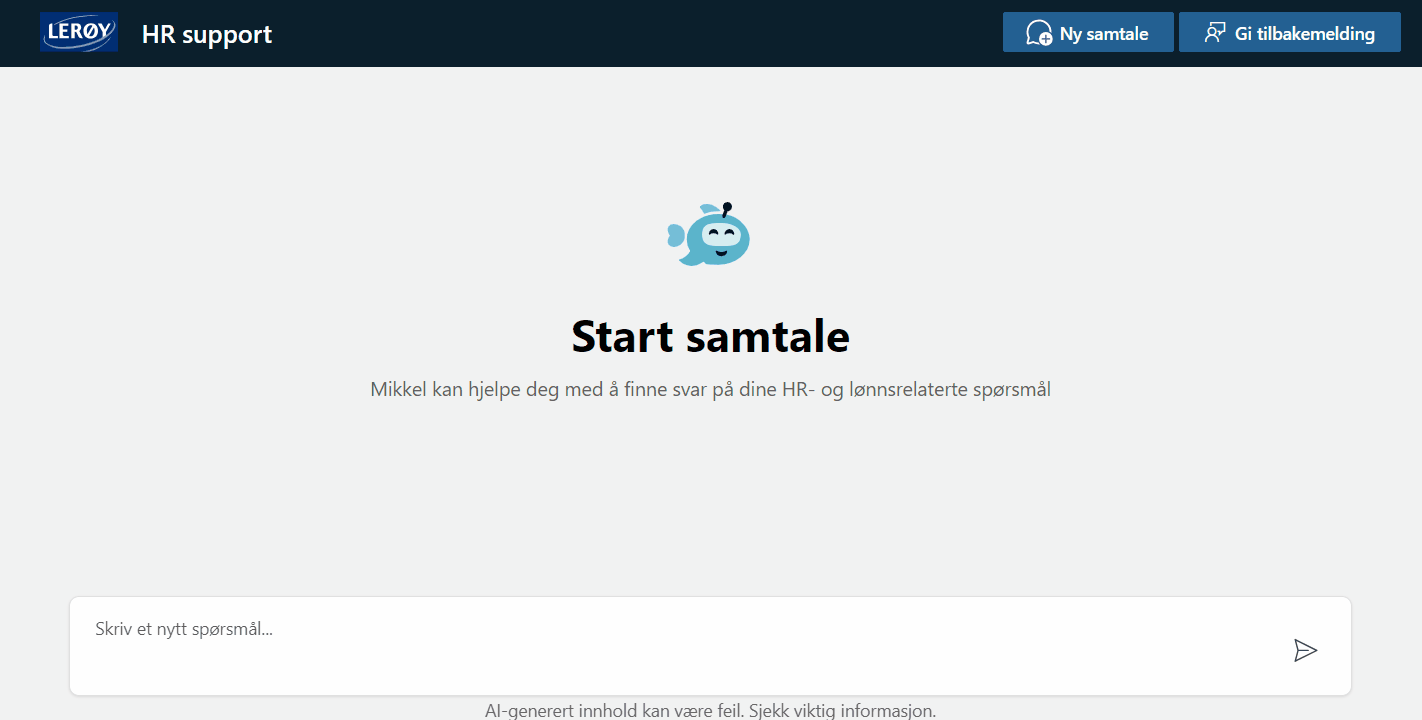 LERØY
HR support
Ny samtale
Gi tilbakemelding
Start samtale
Mikkel kan hjelpe deg med å finne svar på dine HR- og lønnsrelaterte spørsmål
Skriv et nytt spørsmål...
AI-generert innhold kan være feil. Sjekk viktig informasjon.